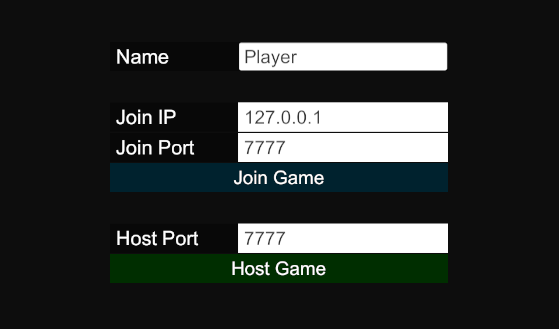 Name Player
Join IP 127.0.0.1
Join Port 7777
Join Game
Host Port 7777
Host Game